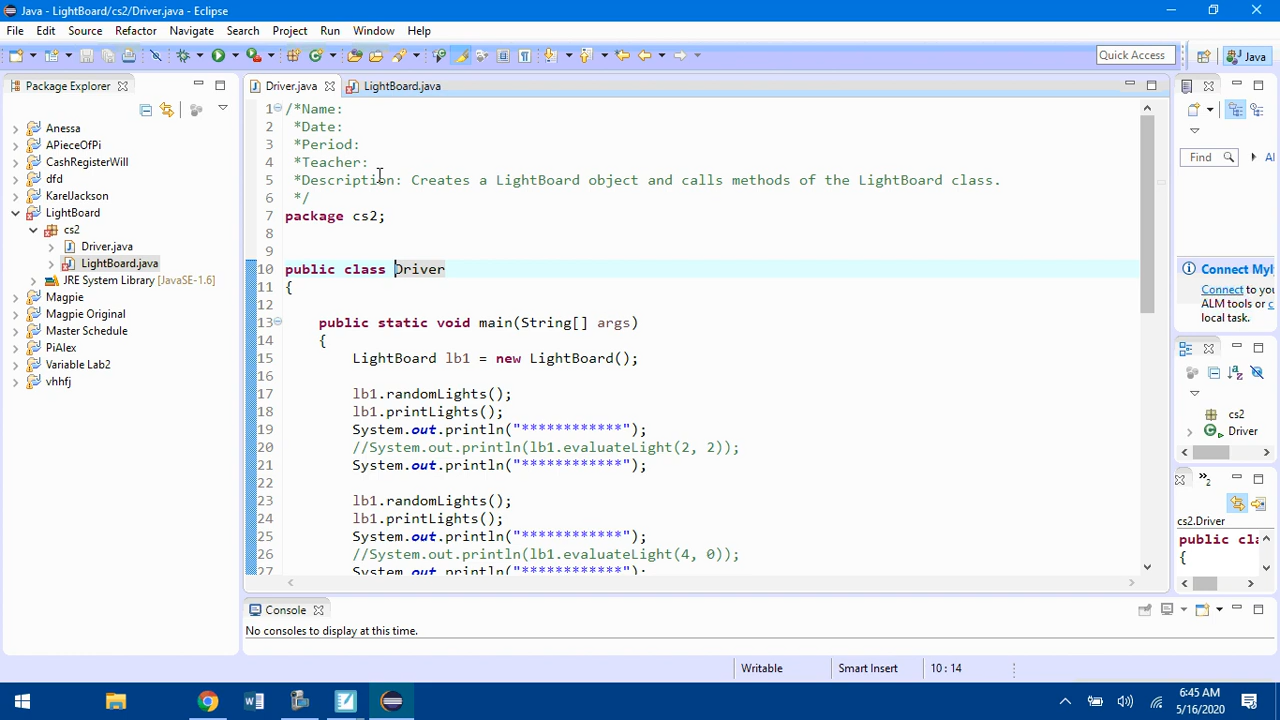 Java - LightBoard/cs2/Driver.java - Eclipse
File Edit Source Refactor Navigate Search Project Run Window Help
Quick Access
Java
Package Explorer
Anessa
APieceOfPi
CashRegisterWill
dfd
KarelJackson
LightBoard
cs2
Driver.java
LightBoard.java
JRE System Library [JavaSE-1.6]
Magpie
Magpie Original
Master Schedule
PiAlex
Variable Lab2
vhhfj
Driver.java LightBoard.java
1 /*Name:
2 *Date:
3 *Period:
4 *Teacher:
5 *Description: Creates a LightBoard object and calls methods of the LightBoard class.
6 */
7 package cs2;
8
9
10 public class Driver
11 {
12
13 public static void main(String[] args)
14 {
15 LightBoard lb1 = new LightBoard();
16
17 lb1.randomLights();
18 lb1.printLights();
19 System.out.println("************");
20 //System.out.println(lb1.evaluateLight(2, 2));
21 System.out.println("************");
22
23 lb1.randomLights();
24 lb1.printLights();
25 System.out.println("************");
26 //System.out.println(lb1.evaluateLight(4, 0));
27 System.out.println("************");
Find Al
Connect Myl
Connect to you
ALM tools or c
local task.
cs2
Driver
cs2.Driver
public cla
{
Console
No consoles to display at this time.
Writable Smart Insert 10 : 14
6:45 AM
5/16/2020